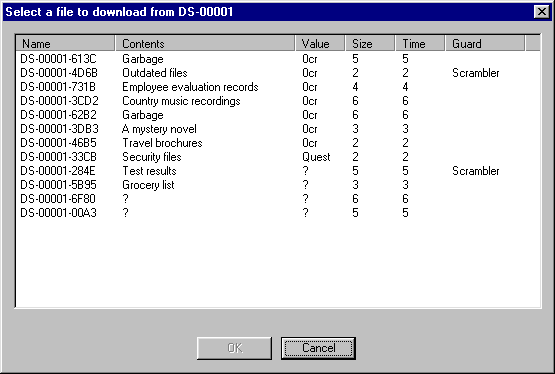 Select a file to download from DS-00001
Name Contents Value Size Time Guard
DS-00001-613C Garbage 0cr 5 5
DS-00001-4D6B Outdated files 0cr 2 2 Scrambler
DS-00001-731B Employee evaluation records 0cr 4 4
DS-00001-3CD2 Country music recordings 0cr 6 6
DS-00001-62B2 Garbage 0cr 6 6
DS-00001-3DB3 A mystery novel 0cr 3 3
DS-00001-46B5 Travel brochures 0cr 2 2
DS-00001-33CB Security files Quest 2 2
DS-00001-284E Test results ? 5 5 Scrambler
DS-00001-5B95 Grocery list ? 3 3
DS-00001-6F80 ? ? 6 6
DS-00001-00A3 ? ? 5 5
OK Cancel